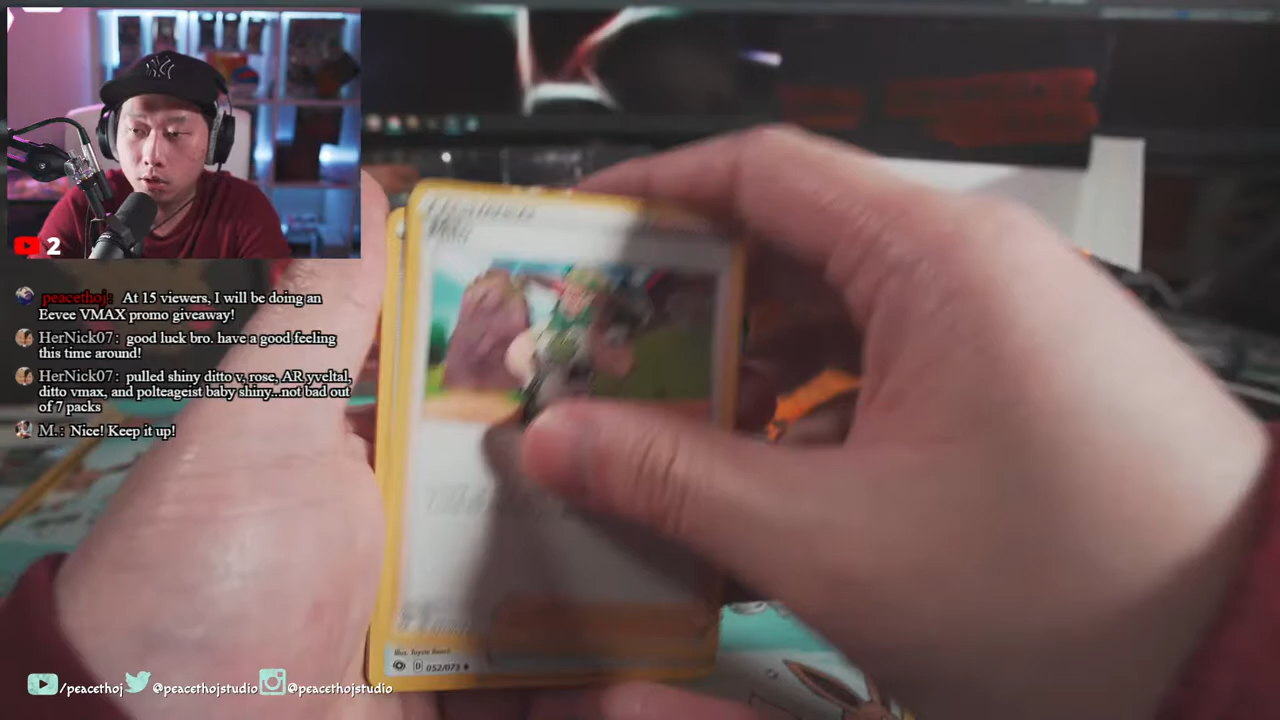 NY
2
peacethoj: At 15 viewers, I will be doing an
Eevee VMAX promo giveaway!
HerNick07: good luck bro. have a good feeling
this time around!
HerNick07: pulled shiny ditto v, rose, AR yveltal,
ditto vmax, and polteageist baby shiny...not bad out
of 7 packs
M.: Nice! Keep it up!
D 052/073
/peacethoj @peacethojstudio @peacethojstudio